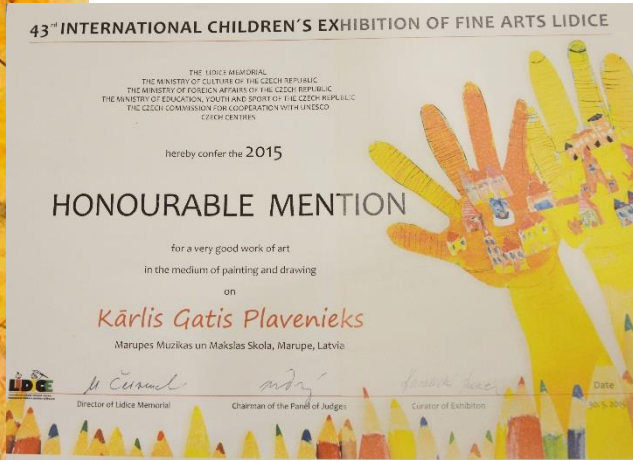 43rd INTERNATIONAL CHILDREN´S EXHIBITION OF FINE ARTS LIDICE
THE LIDICE MEMORIAL
THE MINISTRY OF CULTURE OF THE CZECH REPUBLIC
THE MINISTRY OF FOREIGN AFFAIRS OF THE CZECH REPUBLIC
THE MINISTRY OF EDUCATION, YOUTH AND SPORT OF THE CZECH REPUBLIC
THE CZECH COMMISSION FOR COOPERATION WITH UNESCO
CZECH CENTRES
hereby confer the 2015
HONOURABLE MENTION
for a very good work of art
in the medium of painting and drawing
on
Kārlis Gatis Plavenieks
Marupes Muzikas un Makslas Skola, Marupe, Latvia
LIDICE
Director of Lidice Memorial
Chairman of the Panel of Judges
Curator of Exhibiton
Date
30. 5. 2015